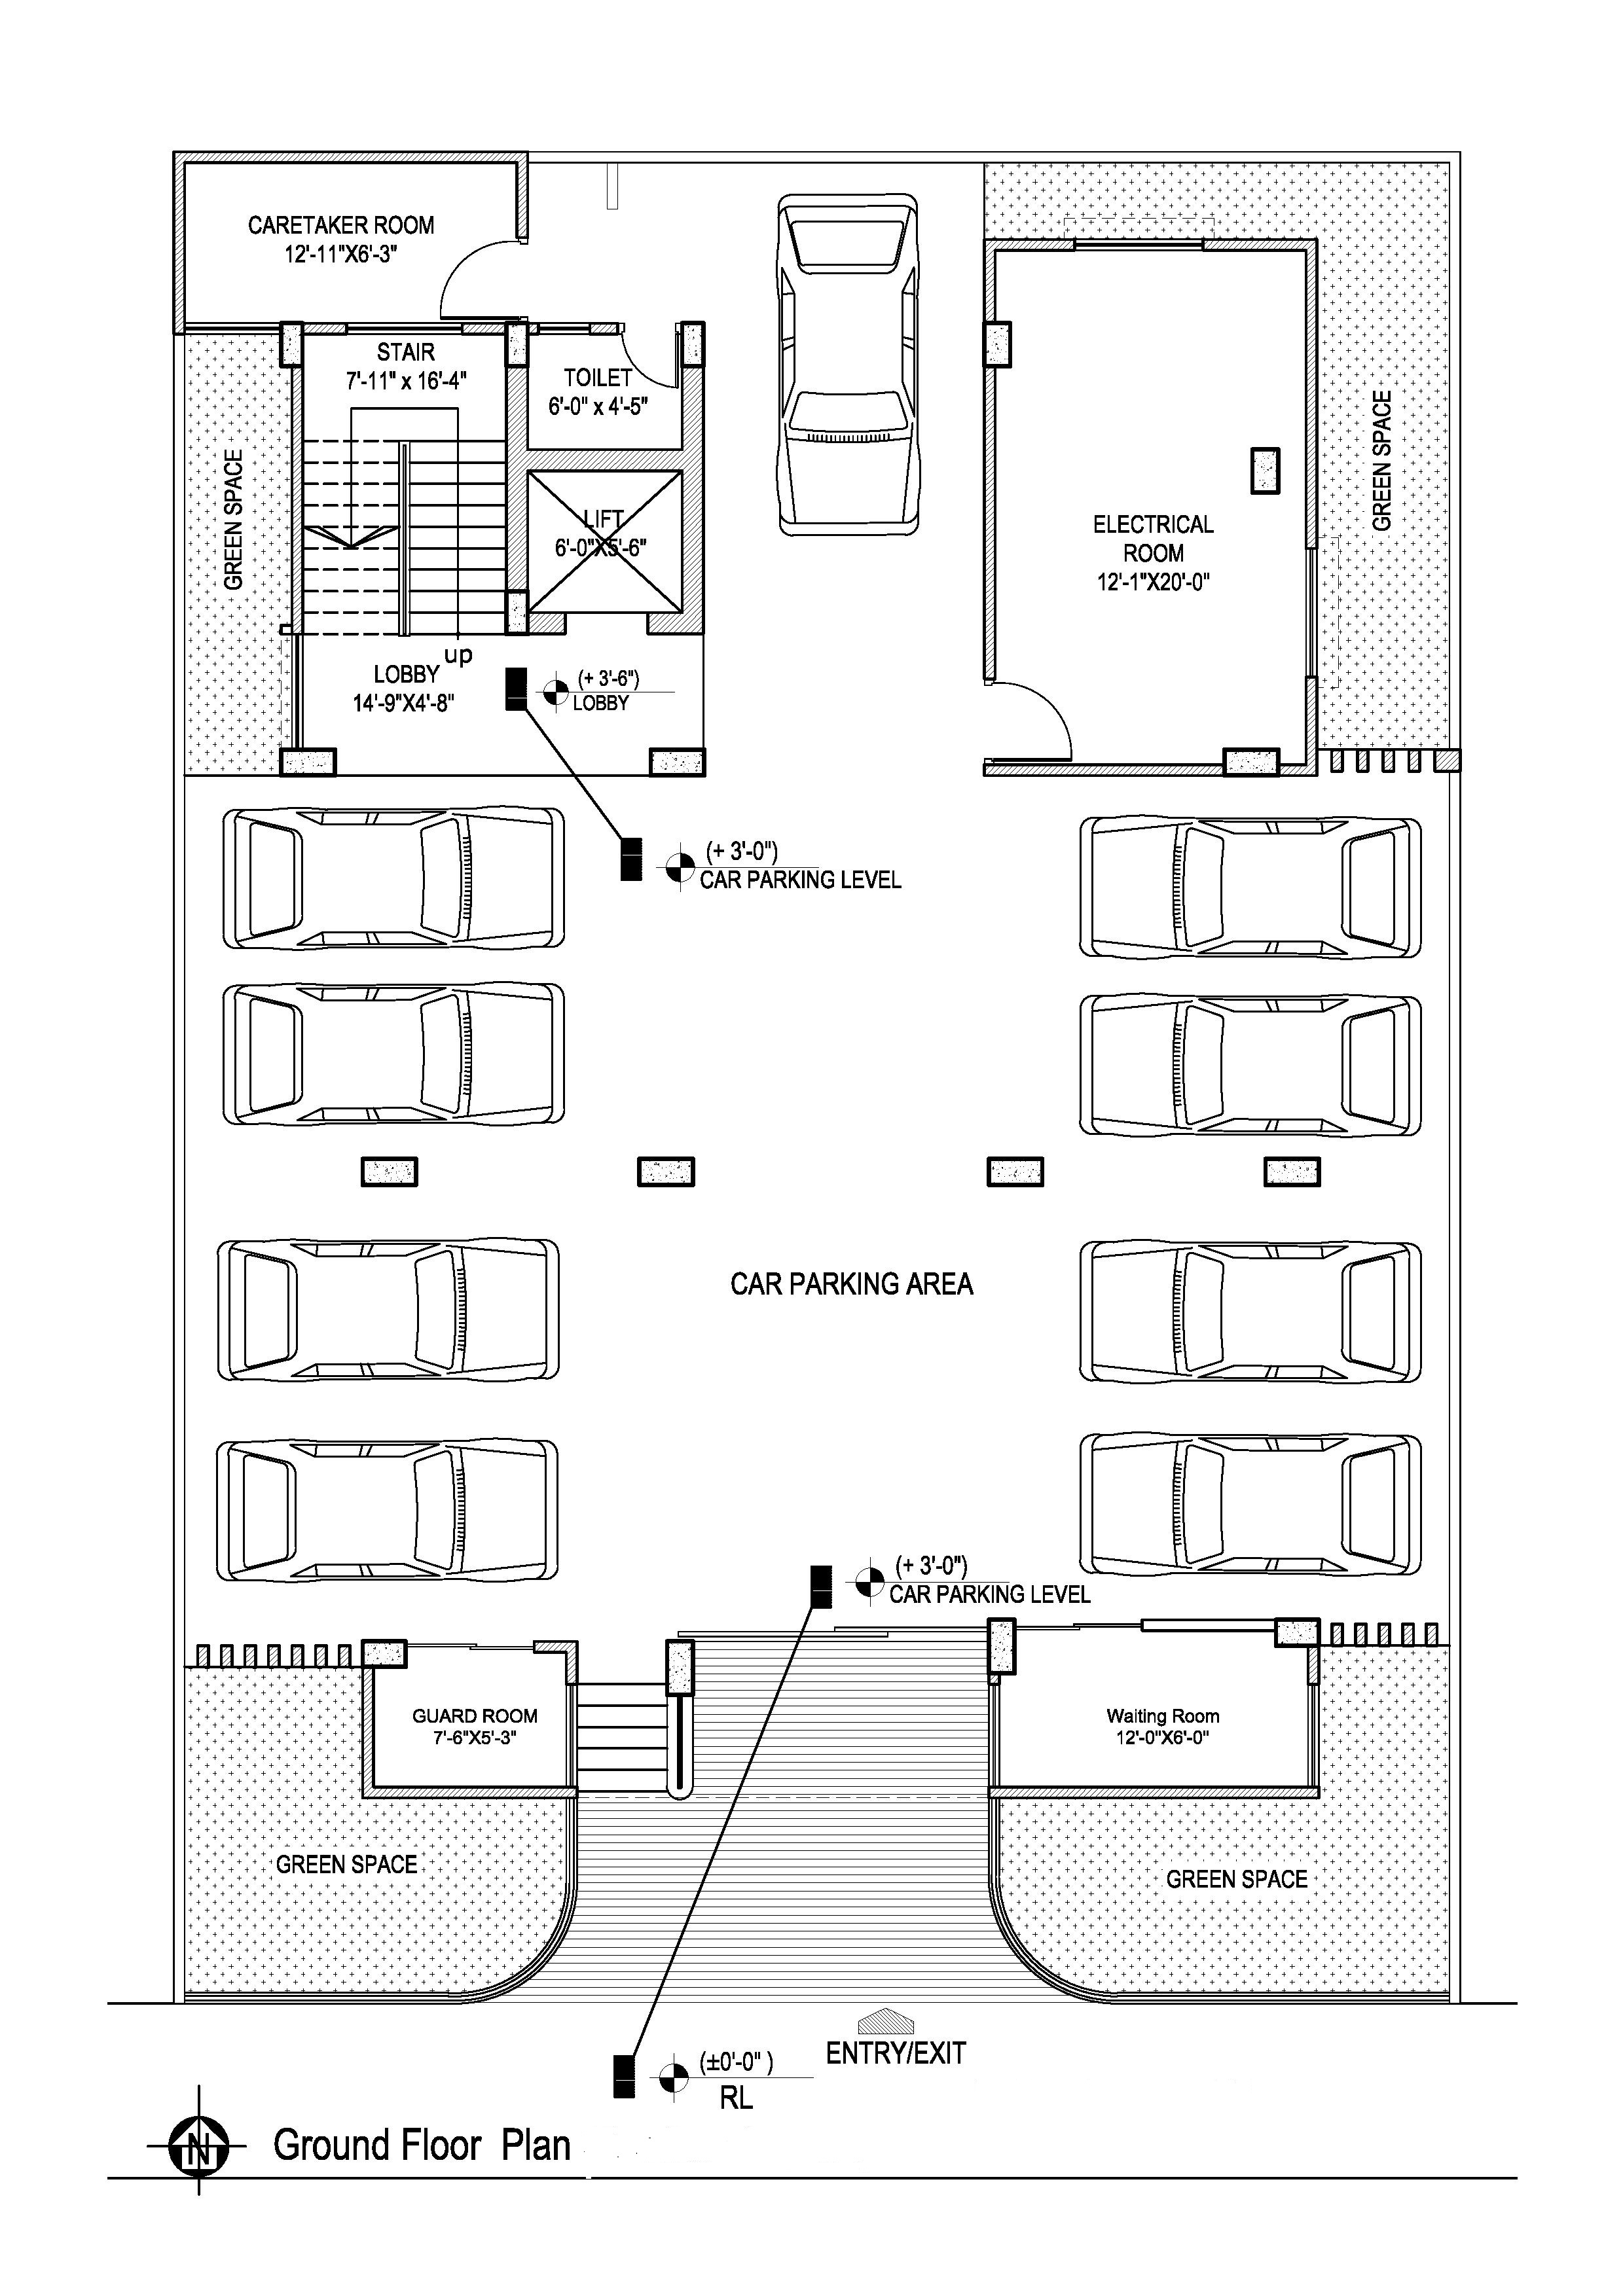 CARETAKER ROOM
12'-11"X6'-3"
STAIR
7'-11" x 16'-4"
TOILET
6'-0" x 4'-5"
GREEN SPACE
LIFT
6'-0"X5'-6"
ELECTRICAL
ROOM
12'-1"X20'-0"
GREEN SPACE
up
LOBBY
14'-9"X4'-8"
(+ 3'-6")
LOBBY
(+ 3'-0")
CAR PARKING LEVEL
CAR PARKING AREA
(+ 3'-0")
CAR PARKING LEVEL
GUARD ROOM
7'-6"X5'-3"
Waiting Room
12'-0"X6'-0"
GREEN SPACE
GREEN SPACE
ENTRY/EXIT
(±0'-0" )
RL
N
Ground Floor Plan